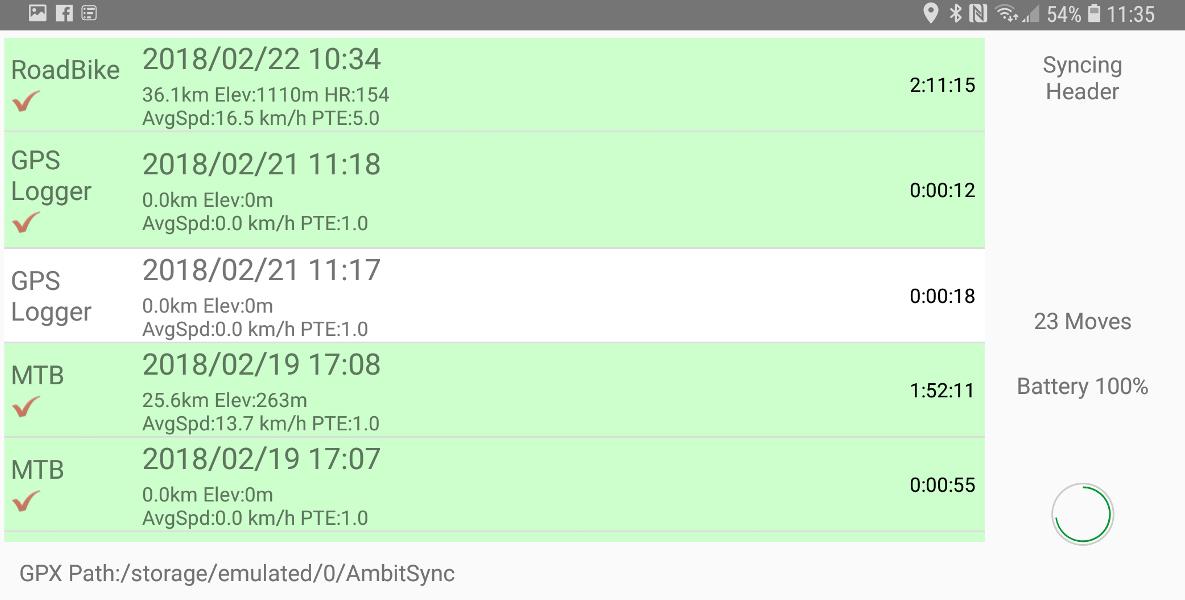 54% 11:35
RoadBike
2018/02/22 10:34
36.1km Elev:1110m HR:154
AvgSpd:16.5 km/h PTE:5.0
2:11:15
GPS
Logger
2018/02/21 11:18
0.0km Elev:0m
AvgSpd:0.0 km/h PTE:1.0
0:00:12
GPS
Logger
2018/02/21 11:17
0.0km Elev:0m
AvgSpd:0.0 km/h PTE:1.0
0:00:18
MTB
2018/02/19 17:08
25.6km Elev:263m
AvgSpd:13.7 km/h PTE:1.0
1:52:11
MTB
2018/02/19 17:07
0.0km Elev:0m
AvgSpd:0.0 km/h PTE:1.0
0:00:55
Syncing
Header
23 Moves
Battery 100%
GPX Path:/storage/emulated/0/AmbitSync